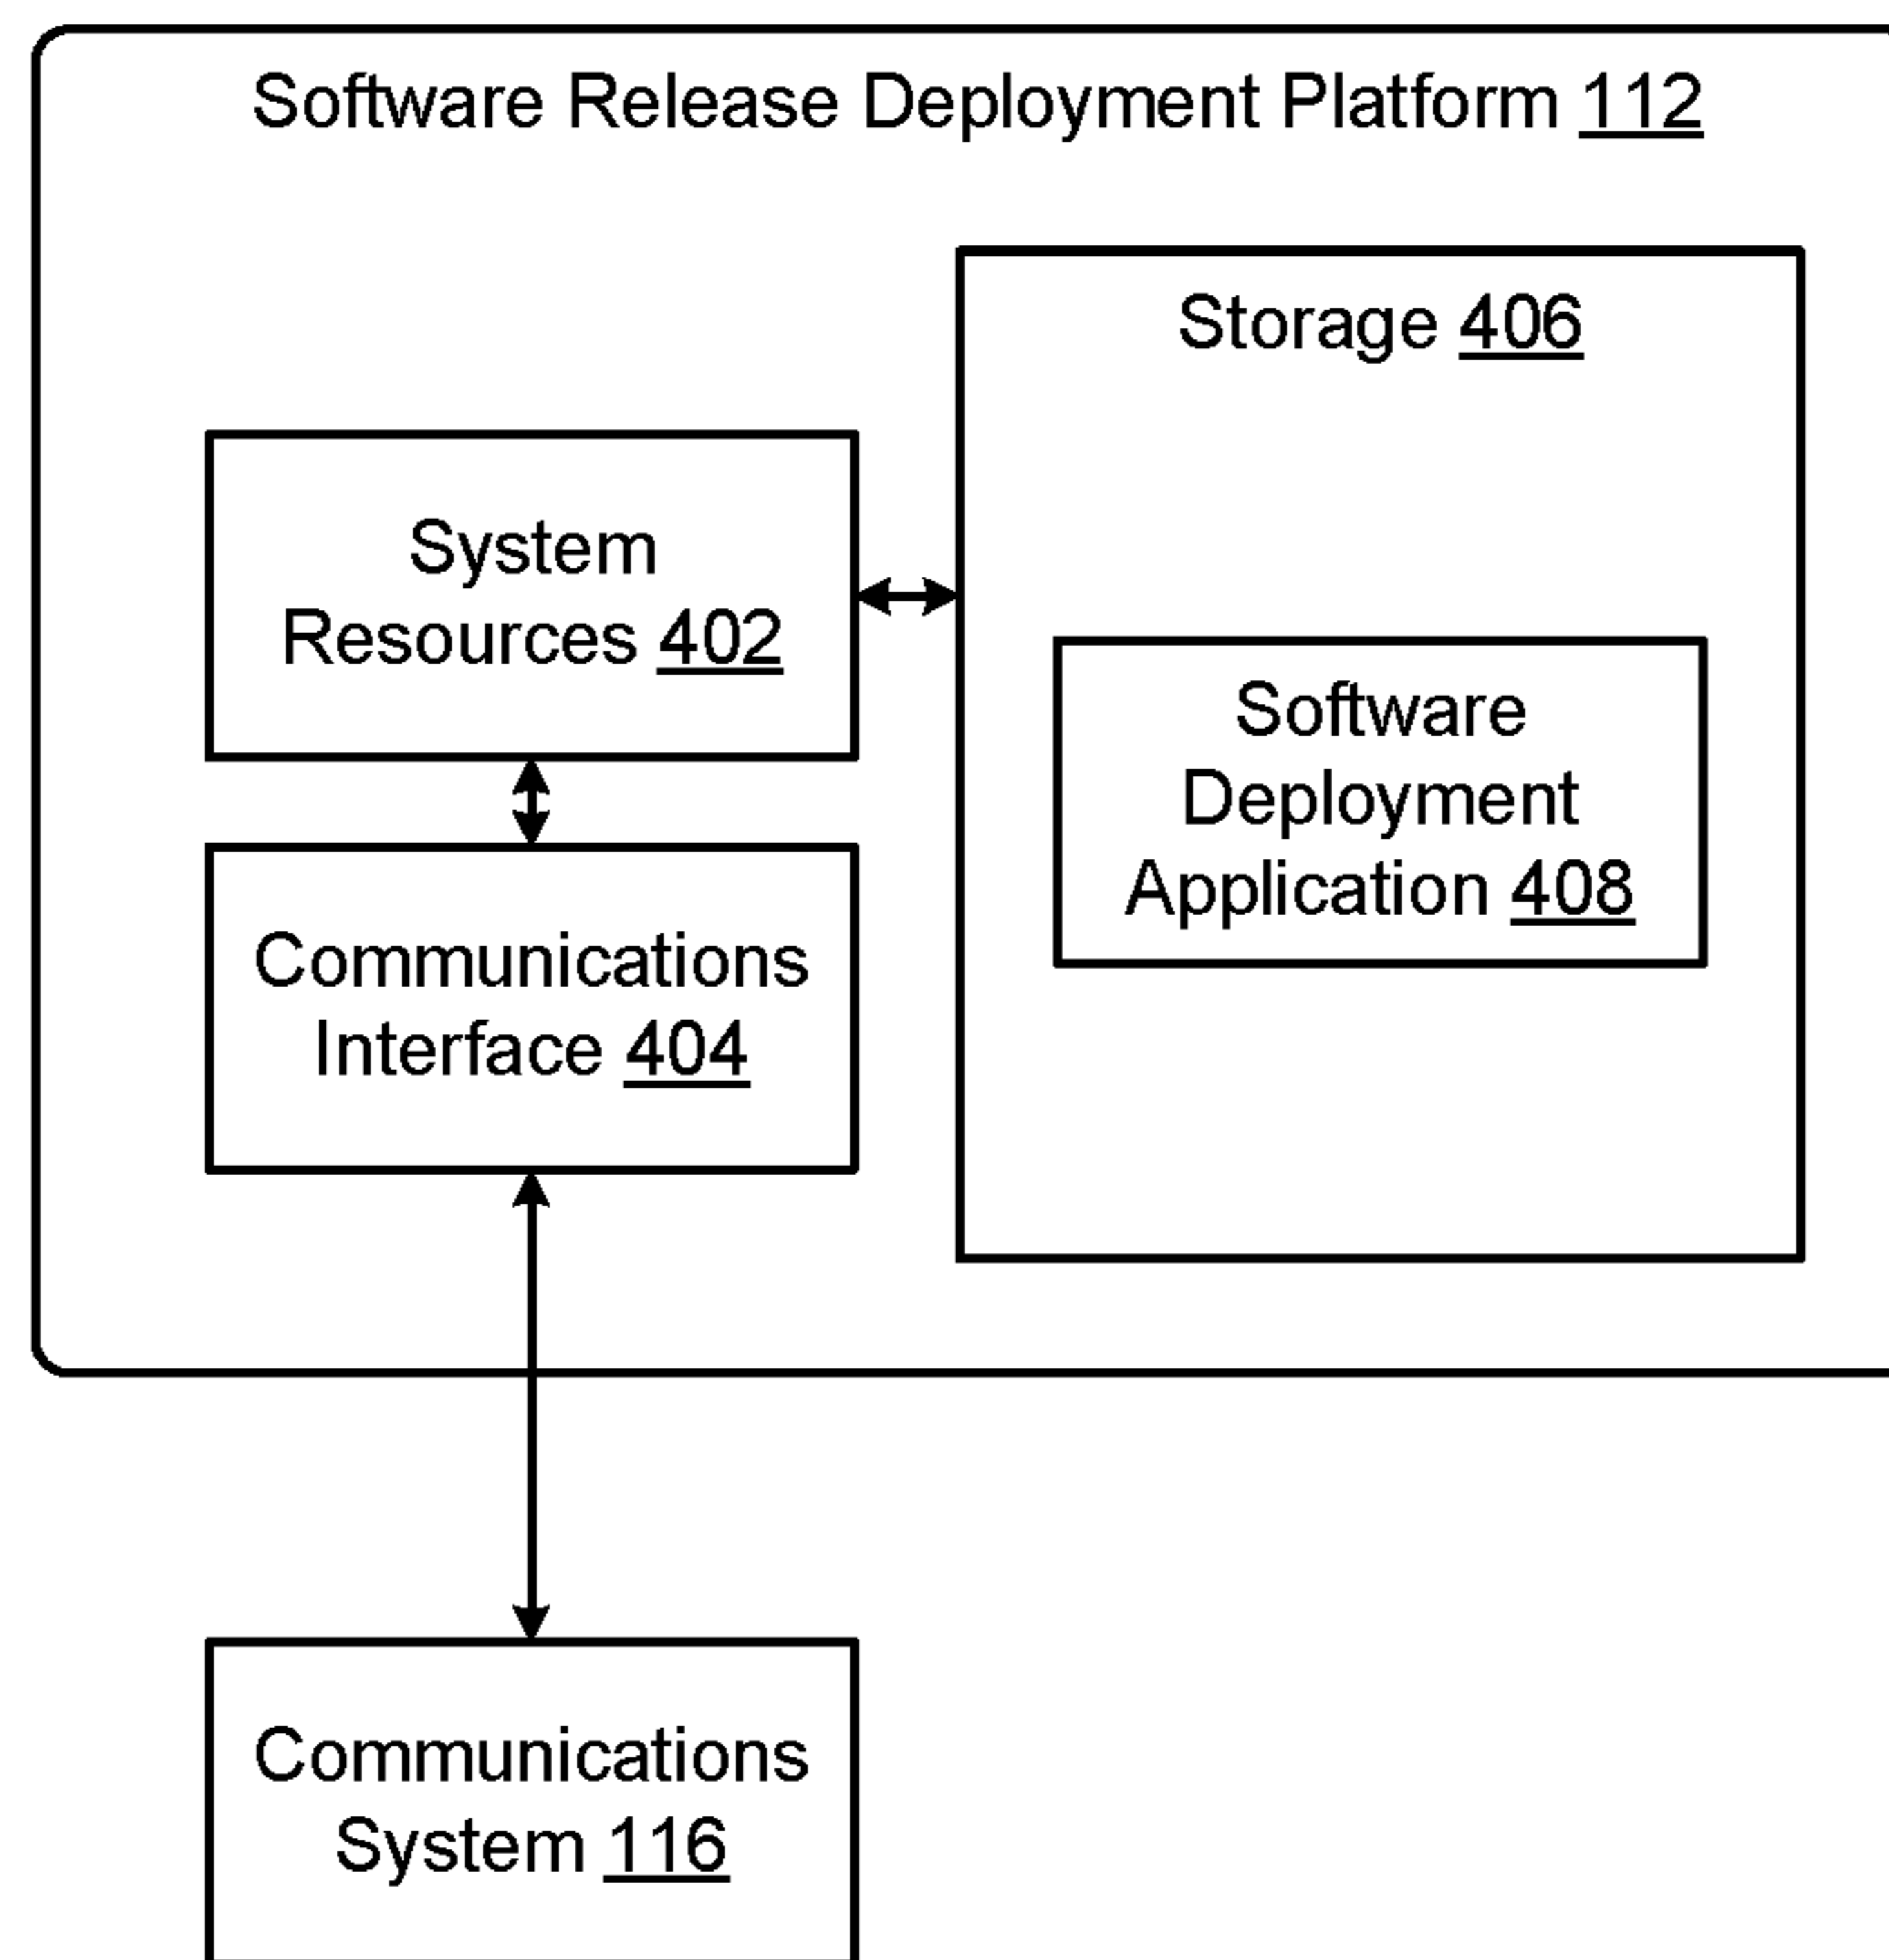 Software Release Deployment Platform 112
Storage 406
System
Resources 402
Software
Deployment
Application 408
Communications
Interface 404
Communications
System 116